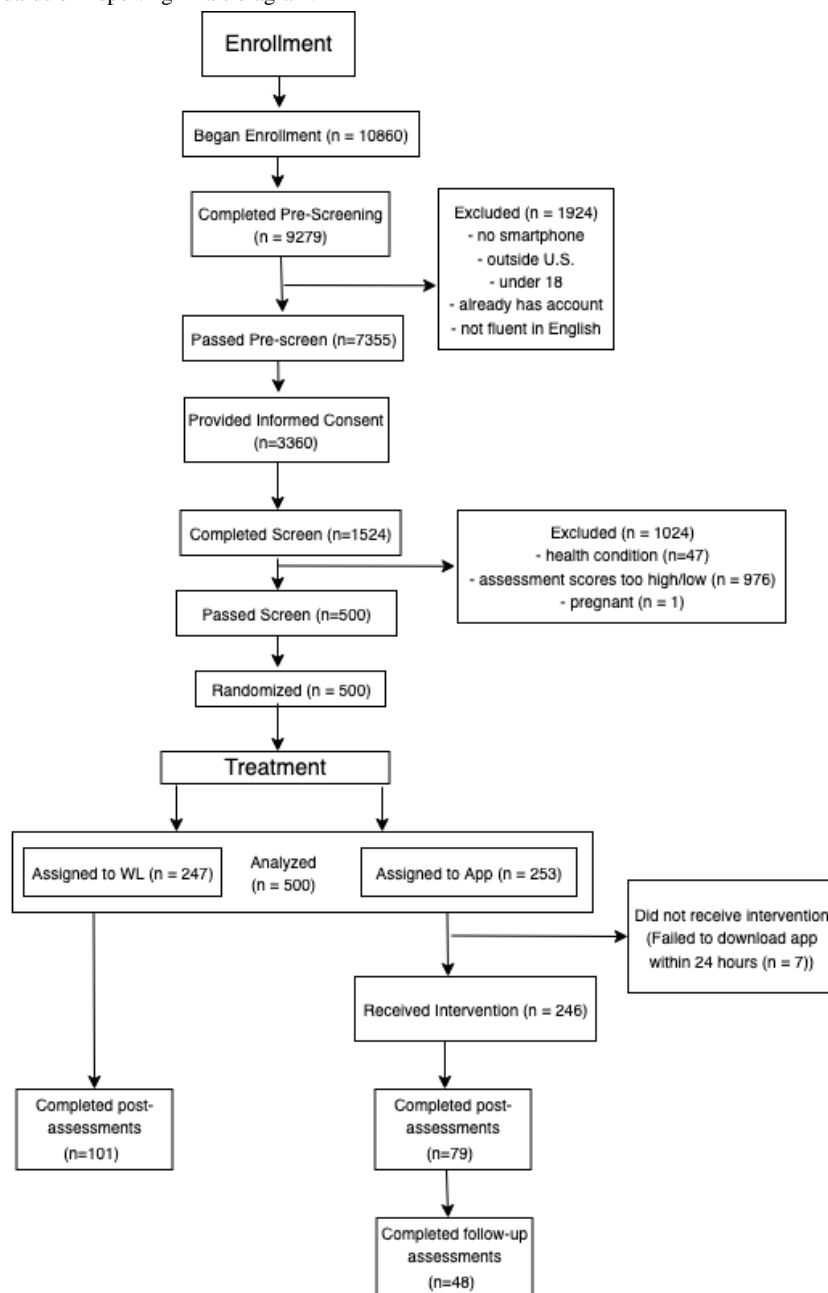 Enrollment
Began Enrollment (n = 10860)
Completed Pre-Screening
(n = 9279)
Excluded (n = 1924)
- no smartphone
- outside U.S.
- under 18
- already has account
- not fluent in English
Passed Pre-screen (n=7355)
Provided Informed Consent
(n=3360)
Completed Screen (n=1524)
Excluded (n = 1024)
- health condition (n=47)
- assessment scores too high/low (n = 976)
- pregnant (n = 1)
Passed Screen (n=500)
Randomized (n = 500)
Treatment
Assigned to WL (n = 247)
Analyzed
(n = 500)
Assigned to App (n = 253)
Did not receive intervention
(Failed to download app
within 24 hours (n = 7))
Received Intervention (n = 246)
Completed post-
assessments
(n=101)
Completed post-
assessments
(n=79)
Completed follow-up
assessments
(n=48)